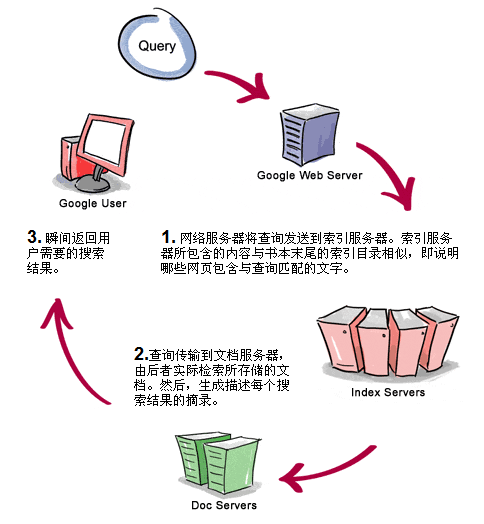 Query
Google Web Server
Google User
3. 瞬间返回用
户需要的搜索
结果。
1. 网络服务器将查询发送到索引服务器。索引服务
器所包含的内容与书本末尾的索引目录相似，即说明
哪些网页包含与查询匹配的文字。
Index Servers
2.查询传输到文档服务器，
由后者实际检索所存储的文
档。然后，生成描述每个搜
索结果的摘录。
Doc Servers